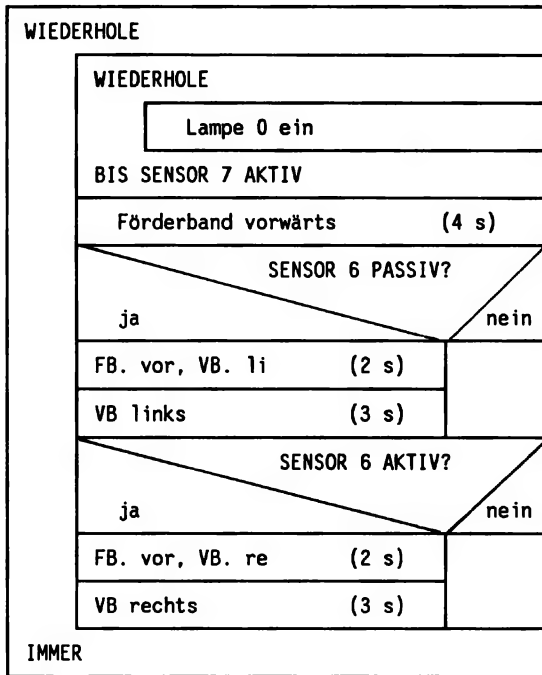 WIEDERHOLE
WIEDERHOLE
Lampe 0 ein
BIS SENSOR 7 AKTIV
Förderband vorwärts (4 s)
SENSOR 6 PASSIV?
ja nein
FB. vor, VB. li (2 s)
VB links (3 s)
SENSOR 6 AKTIV?
ja nein
FB. vor, VB. re (2 s)
VB rechts (3 s)
IMMER